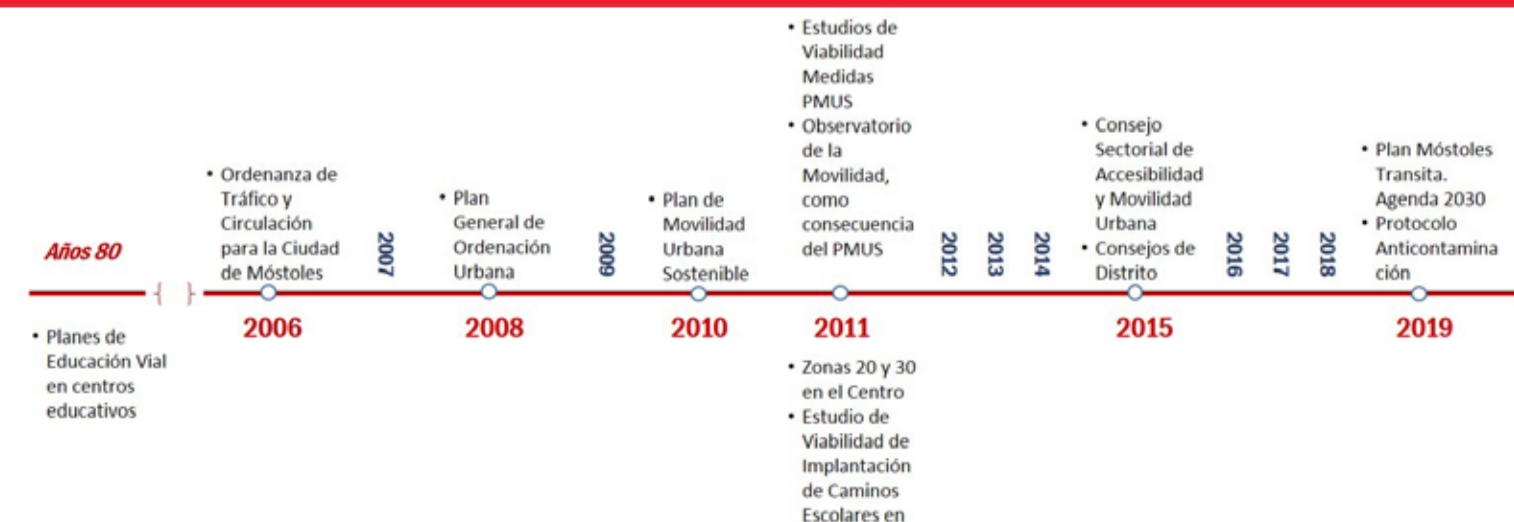 Años 80
• Planes de
Educación Vial
en centros
educativos
• Ordenanza de
Tráfico y
Circulación
para la Ciudad
de Móstoles
2006
2007
• Plan
General de
Ordenación
Urbana
2008
2009
• Plan de
Movilidad
Urbana
Sostenible
2010
• Estudios de
Viabilidad
Medidas
PMUS
• Observatorio
de la
Movilidad,
como
consecuencia
del PMUS
2011
• Zonas 20 y 30
en el Centro
• Estudio de
Viabilidad de
Implantación
de Caminos
Escolares en
2012
2013
2014
• Consejo
Sectorial de
Accesibilidad
y Movilidad
Urbana
• Consejos de
Distrito
2015
2016
2017
2018
• Plan Móstoles
Transita.
Agenda 2030
• Protocolo
Anticontamina
ción
2019